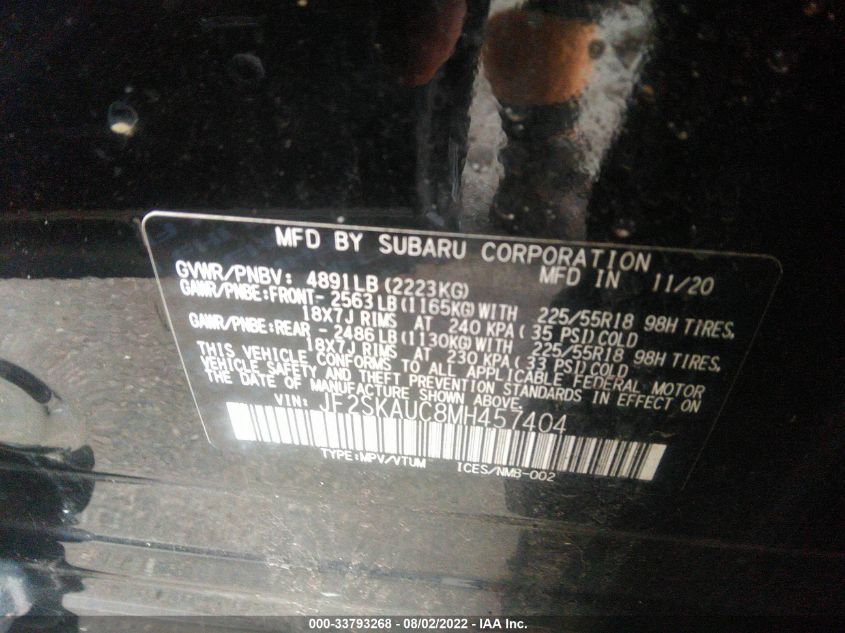 MFD BY SUBARU CORPORATION
GVWR/PNBV: 4891LB (2223KG) MFD IN 11/20
GAWR/PNBE:FRONT- 2563LB(1165KG)WITH 225/55R18 98H TIRES,
18X7J RIMS AT 240 KPA( 35 PSI)COLD
GAWR/PNBE:REAR - 2486LB(1130KG)WITH 225/55R18 98H TIRES,
18X7J RIMS AT 230 KPA( 33 PSI)COLD
THIS VEHICLE CONFORMS TO ALL APPLICABLE FEDERAL MOTOR
VEHICLE SAFETY AND THEFT PREVENTION STANDARDS IN EFFECT ON
THE DATE OF MANUFACTURE SHOWN ABOVE.
VIN: JF2SKAUC8MH457404
TYPE:MPV/VTUM ICES/NMB-002
000-33793268 - 08/02/2022 - IAA Inc.